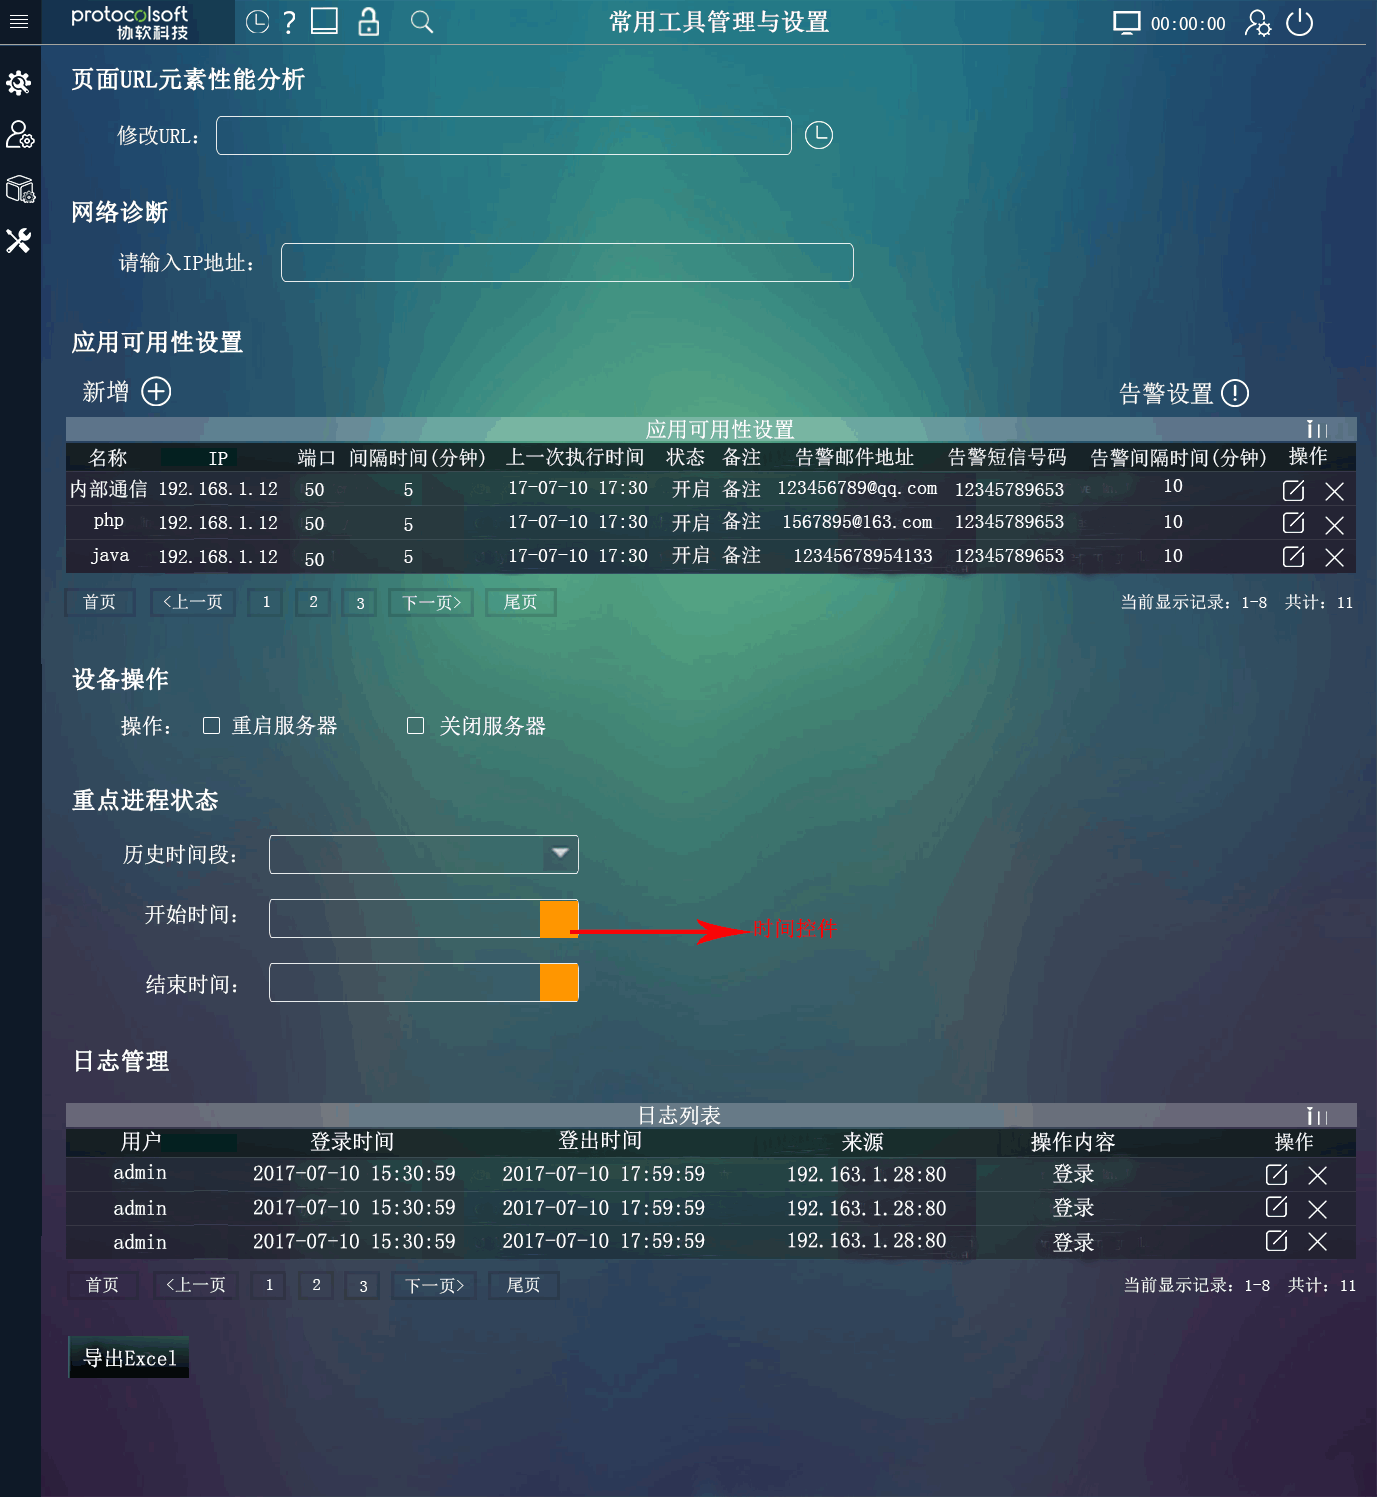 protocolsoft
协软科技
?
常用工具管理与设置
00:00:00
页面URL元素性能分析
修改URL:
网络诊断
请输入IP地址:
应用可用性设置
新增
告警设置
应用可用性设置
名称 IP 端口 间隔时间(分钟) 上一次执行时间 状态 备注 告警邮件地址 告警短信号码 告警间隔时间(分钟) 操作
内部通信 192.168.1.12 50 5 17-07-10 17:30 开启 备注 123456789@qq.com 12345789653 10
php 192.168.1.12 50 5 17-07-10 17:30 开启 备注 1567895@163.com 12345789653 10
java 192.168.1.12 50 5 17-07-10 17:30 开启 备注 12345678954133 12345789653 10
首页 <上一页 1 2 3 下一页> 尾页 当前显示记录: 1-8 共计: 11
设备操作
操作: 重启服务器 关闭服务器
重点进程状态
历史时间段:
开始时间:
时间控件
结束时间:
日志管理
日志列表
用户 登录时间 登出时间 来源 操作内容 操作
admin 2017-07-10 15:30:59 2017-07-10 17:59:59 192.163.1.28:80 登录
admin 2017-07-10 15:30:59 2017-07-10 17:59:59 192.163.1.28:80 登录
admin 2017-07-10 15:30:59 2017-07-10 17:59:59 192.163.1.28:80 登录
首页 <上一页 1 2 3 下一页> 尾页 当前显示记录: 1-8 共计: 11
导出Excel